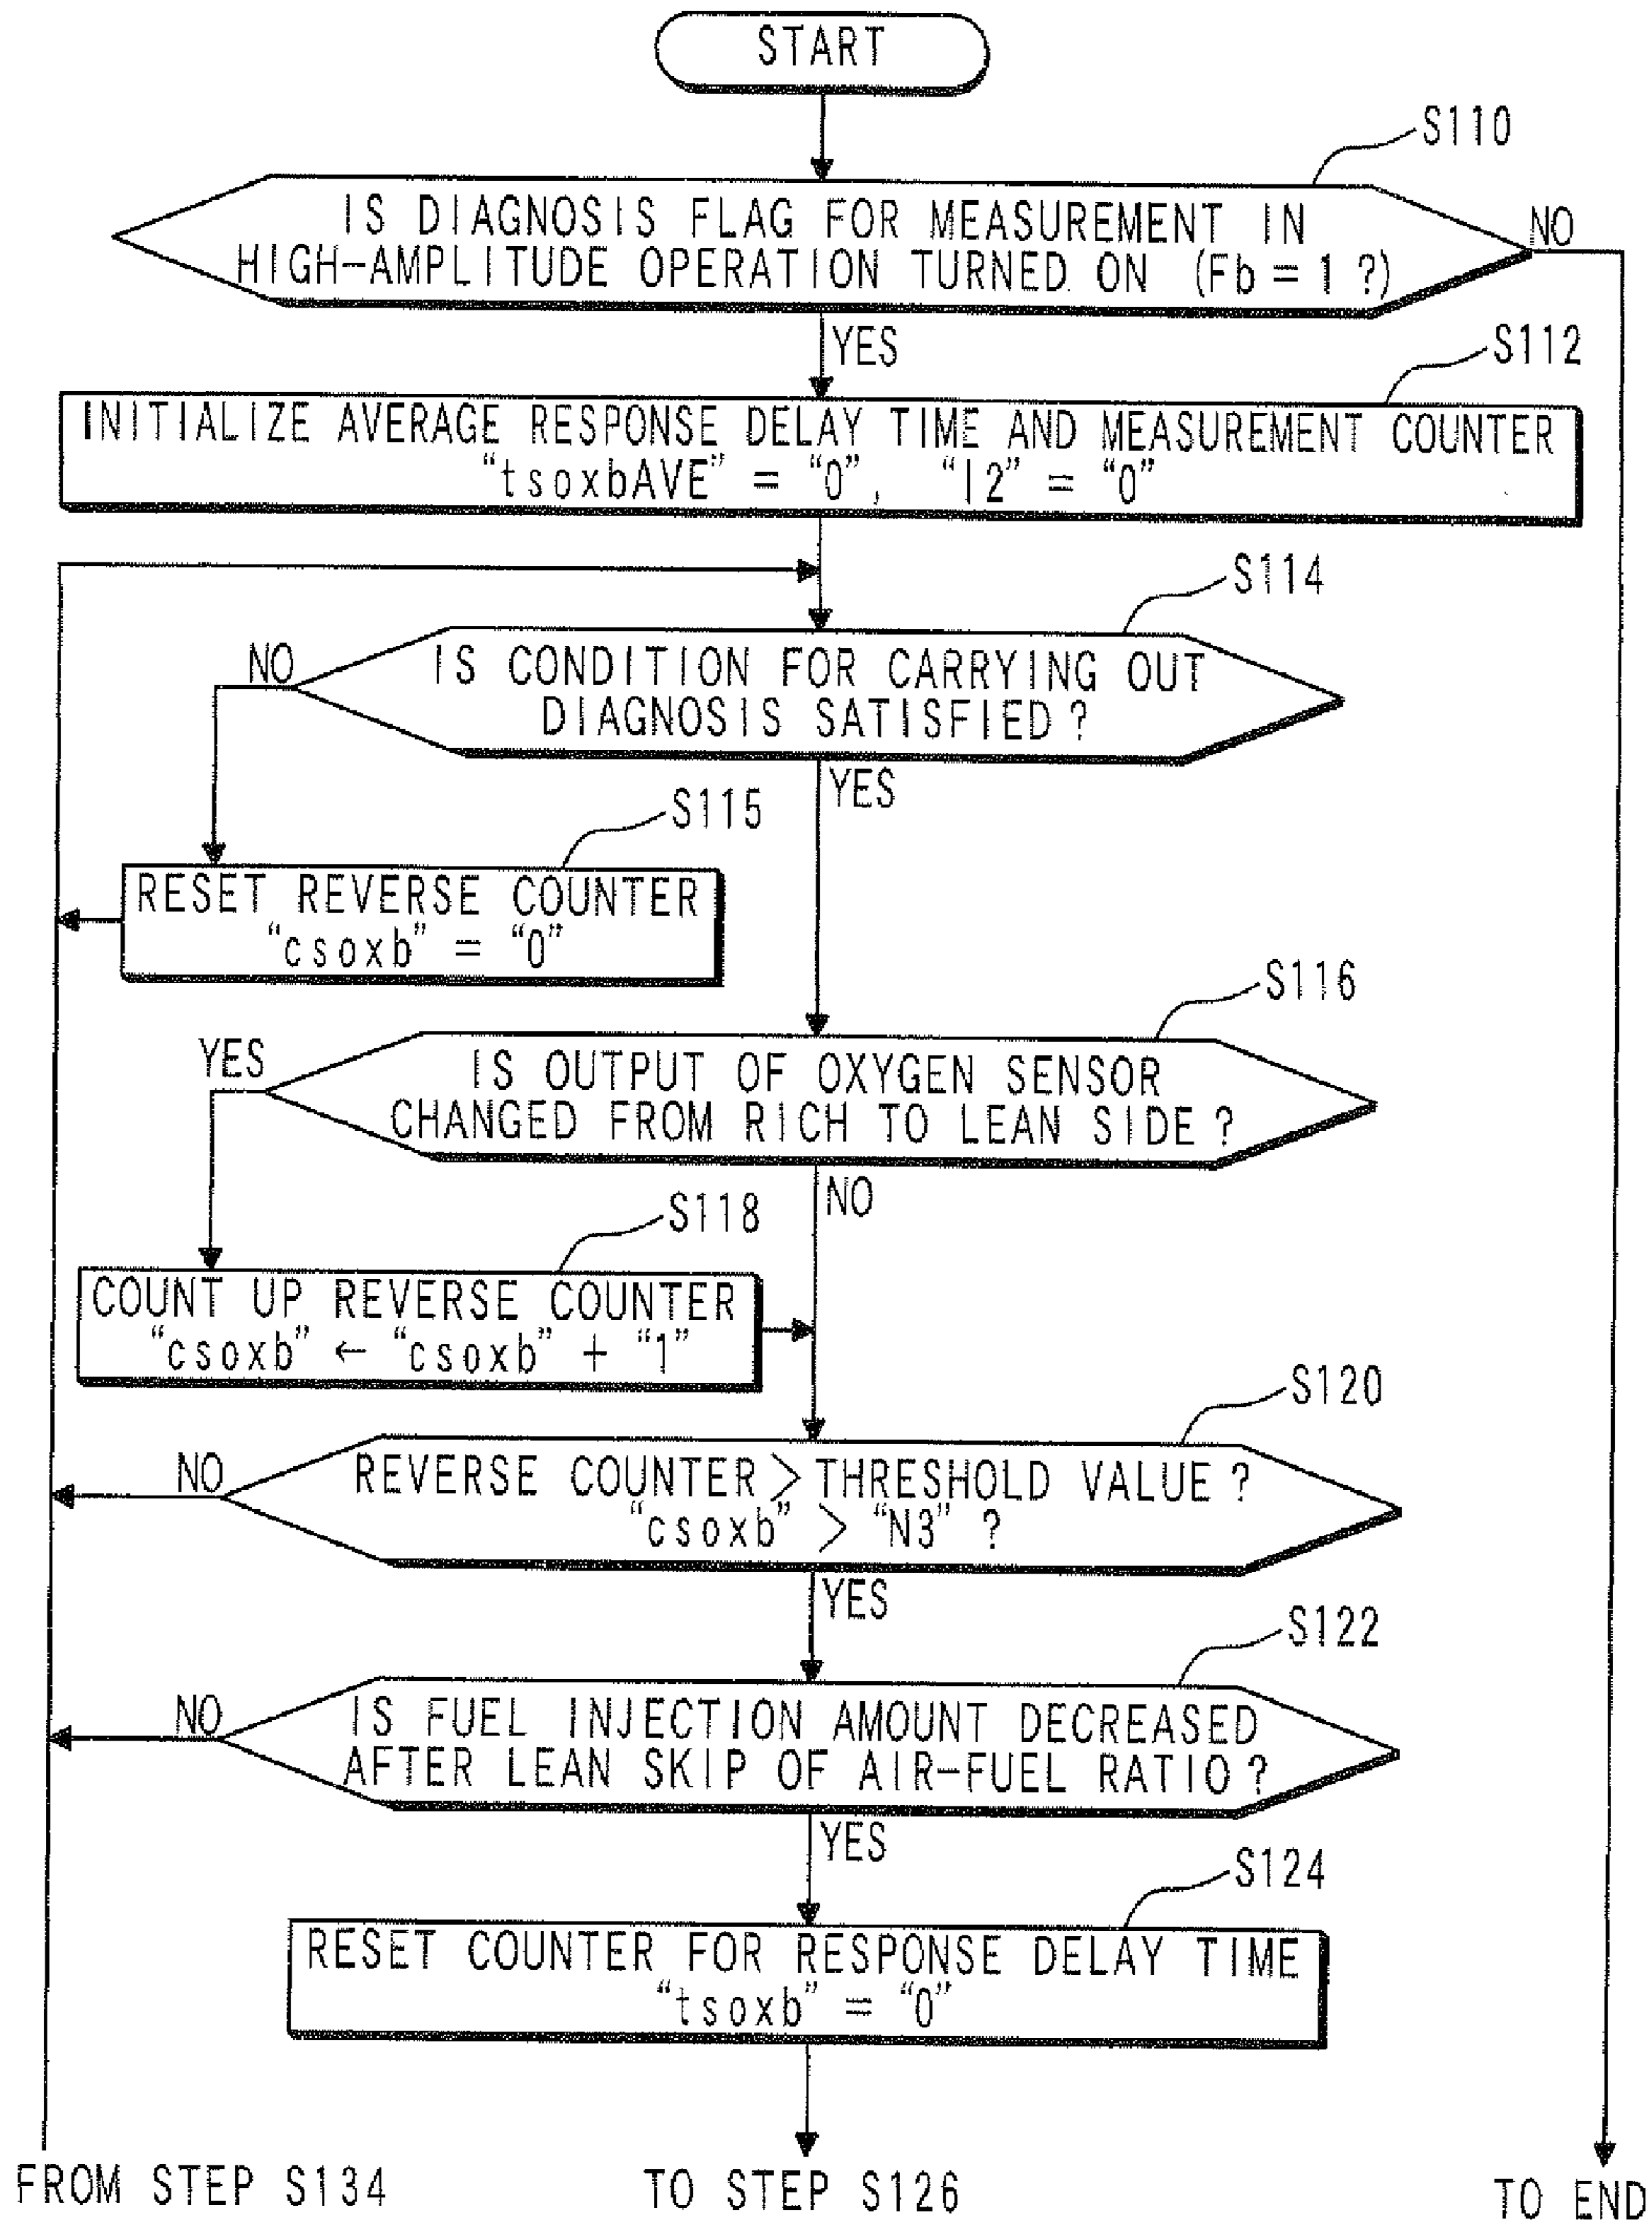 START
S110
IS DIAGNOSIS FLAG FOR MEASUREMENT IN
HIGH-AMPLITUDE OPERATION TURNED ON (Fb = 1 ?)
NO
YES
S112
INITIALIZE AVERAGE RESPONSE DELAY TIME AND MEASUREMENT COUNTER
“tsoxbAVE” = “0”, “I2” = “0”
S114
NO
IS CONDITION FOR CARRYING OUT
DIAGNOSIS SATISFIED ?
YES
S115
RESET REVERSE COUNTER
“csoxb” = “0”
S116
YES
IS OUTPUT OF OXYGEN SENSOR
CHANGED FROM RICH TO LEAN SIDE ?
NO
S118
COUNT UP REVERSE COUNTER
“csoxb” ← “csoxb” + “1”
S120
NO
REVERSE COUNTER > THRESHOLD VALUE ?
“csoxb” > “N3” ?
YES
S122
NO
IS FUEL INJECTION AMOUNT DECREASED
AFTER LEAN SKIP OF AIR-FUEL RATIO ?
YES
S124
RESET COUNTER FOR RESPONSE DELAY TIME
“tsoxb” = “0”
FROM STEP S134
TO STEP S126
TO END